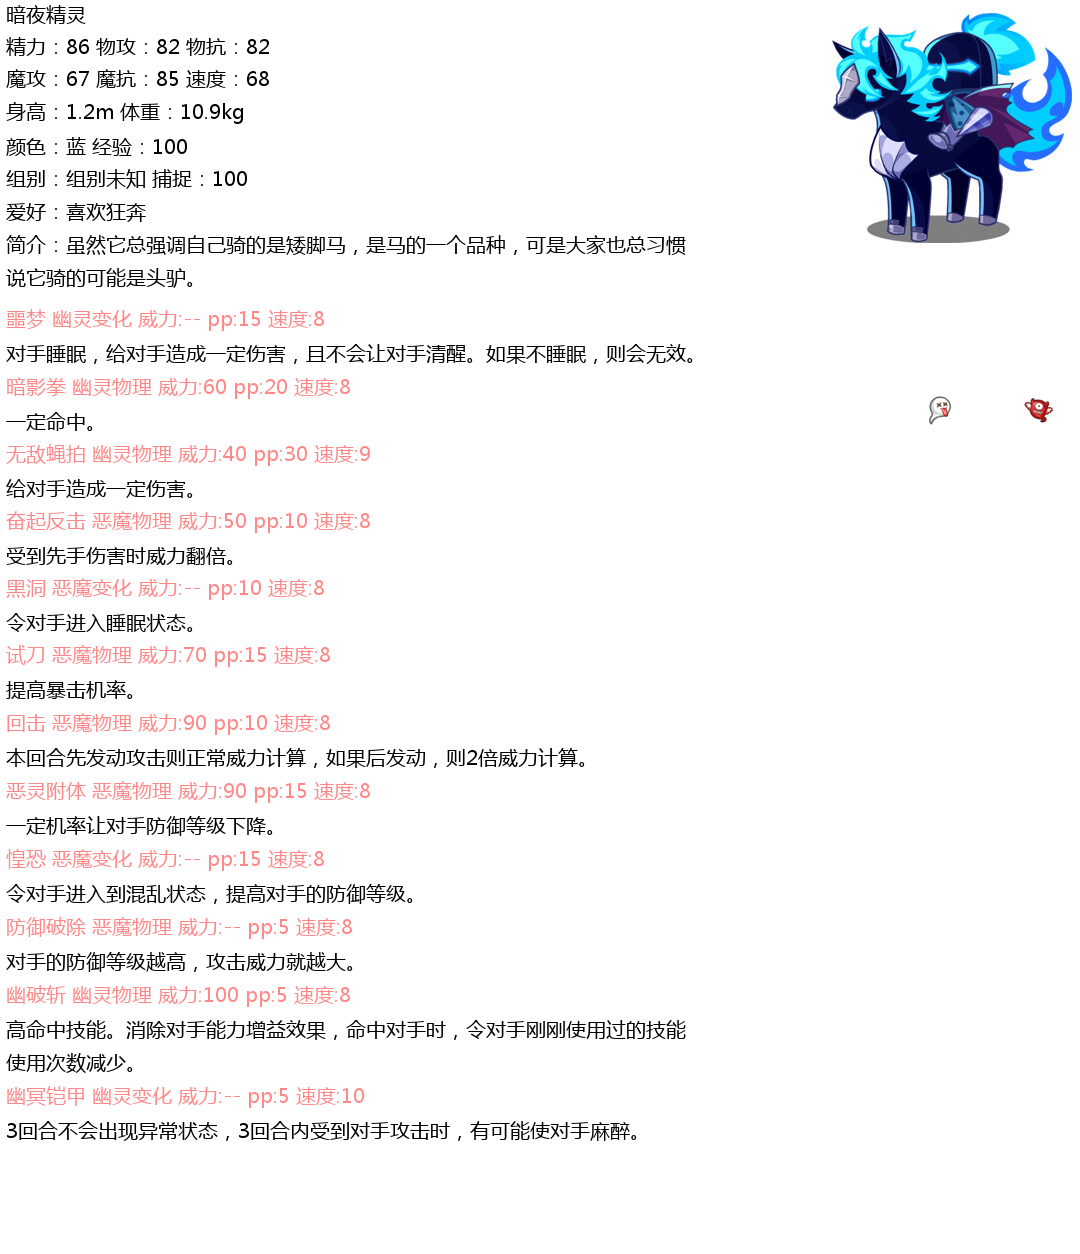 暗夜精灵
精力：86 物攻：82 物抗：82
魔攻：67 魔抗：85 速度：68
身高：1.2m 体重：10.9kg
颜色：蓝 经验：100
组别：组别未知 捕捉：100
爱好：喜欢狂奔
简介：虽然它总强调自己骑的是矮脚马，是马的一个品种，可是大家也总习惯
说它骑的可能是头驴。
噩梦 幽灵变化 威力:-- pp:15 速度:8
对手睡眠，给对手造成一定伤害，且不会让对手清醒。如果不睡眠，则会无效。
暗影拳 幽灵物理 威力:60 pp:20 速度:8
一定命中。
无敌蝇拍 幽灵物理 威力:40 pp:30 速度:9
给对手造成一定伤害。
奋起反击 恶魔物理 威力:50 pp:10 速度:8
受到先手伤害时威力翻倍。
黑洞 恶魔变化 威力:-- pp:10 速度:8
令对手进入睡眠状态。
试刀 恶魔物理 威力:70 pp:15 速度:8
提高暴击机率。
回击 恶魔物理 威力:90 pp:10 速度:8
本回合先发动攻击则正常威力计算，如果后发动，则2倍威力计算。
恶灵附体 恶魔物理 威力:90 pp:15 速度:8
一定机率让对手防御等级下降。
惶恐 恶魔变化 威力:-- pp:15 速度:8
令对手进入到混乱状态，提高对手的防御等级。
防御破除 恶魔物理 威力:-- pp:5 速度:8
对手的防御等级越高，攻击威力就越大。
幽破斩 幽灵物理 威力:100 pp:5 速度:8
高命中技能。消除对手能力增益效果，命中对手时，令对手刚刚使用过的技能
使用次数减少。
幽冥铠甲 幽灵变化 威力:-- pp:5 速度:10
3回合不会出现异常状态，3回合内受到对手攻击时，有可能使对手麻醉。